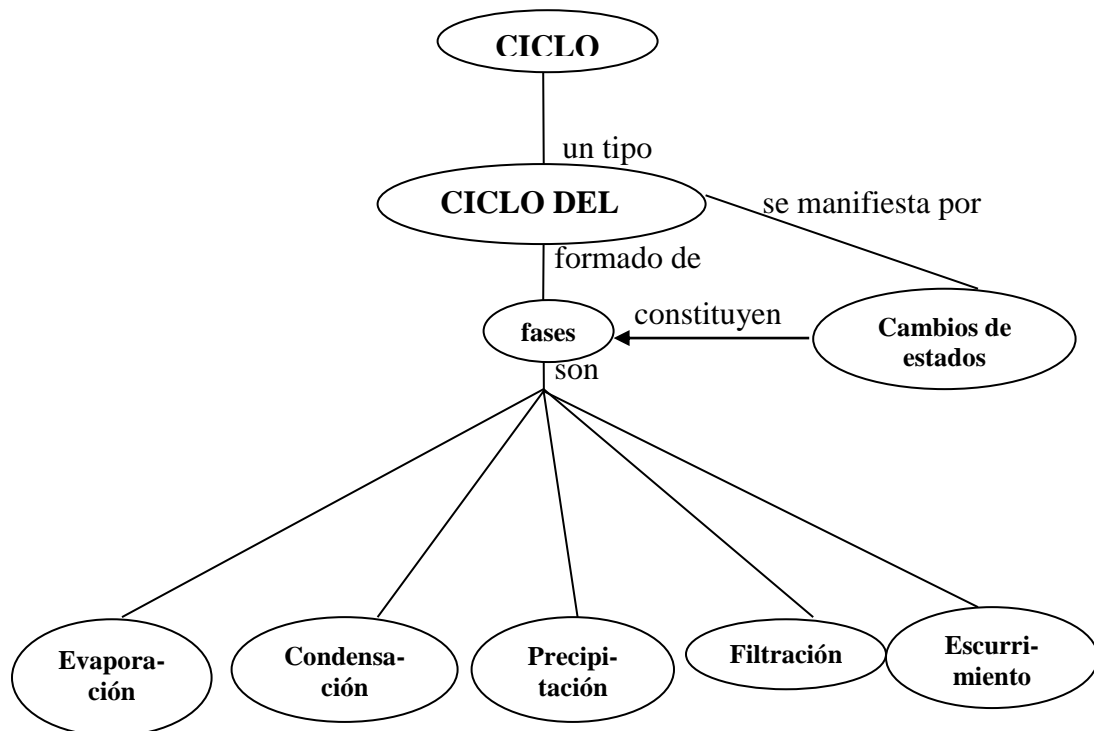 CICLO
un tipo
CICLO DEL
se manifiesta por
formado de
fases
constituyen
Cambios de
estados
son
Evapora-
ción
Condensa-
ción
Precipi-
tación
Filtración
Escurri-
miento